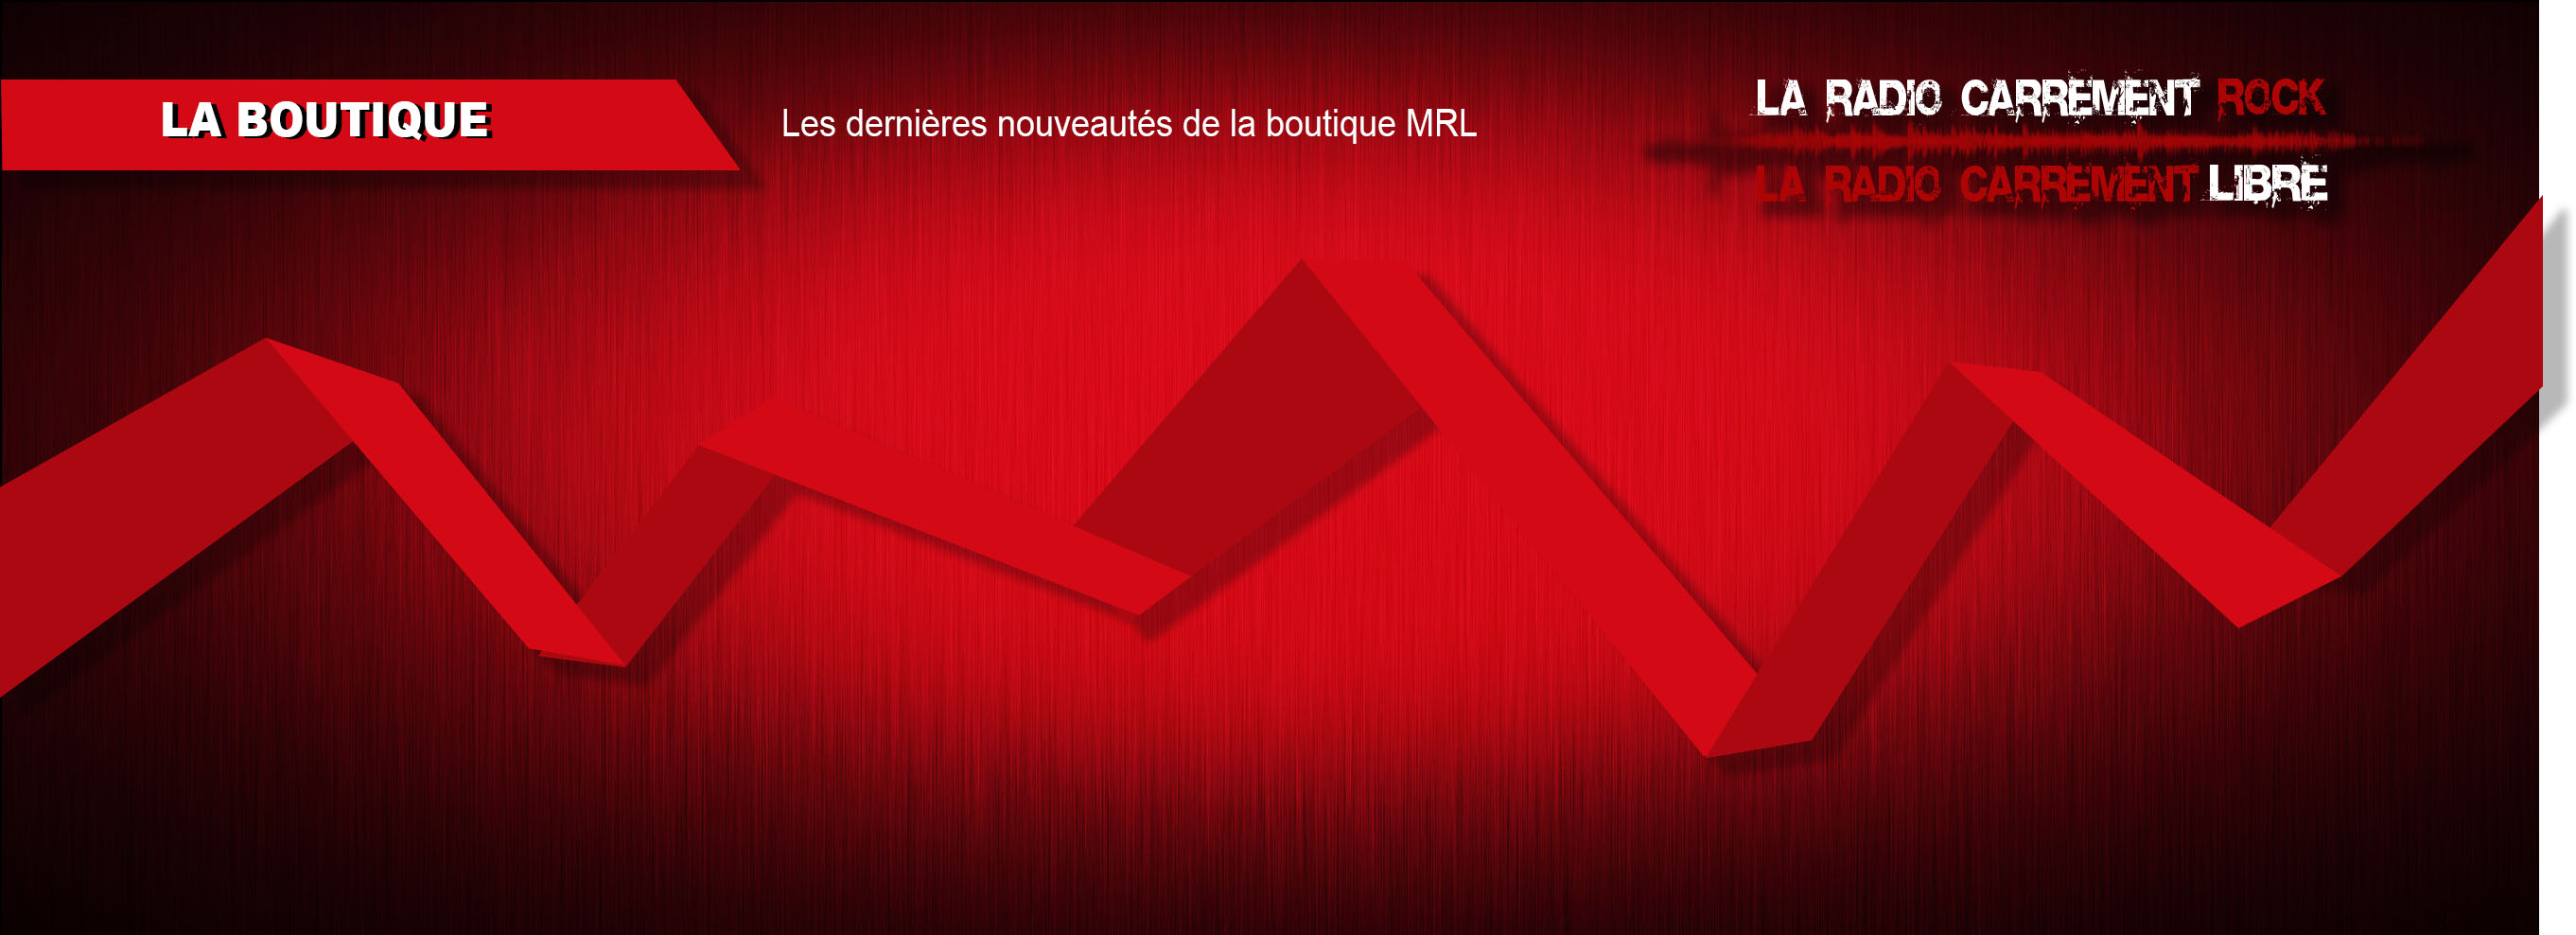 LA BOUTIQUE
Les dernières nouveautés de la boutique MRL
LA RADIO CARREMENT ROCK
LA RADIO CARREMENT LIBRE